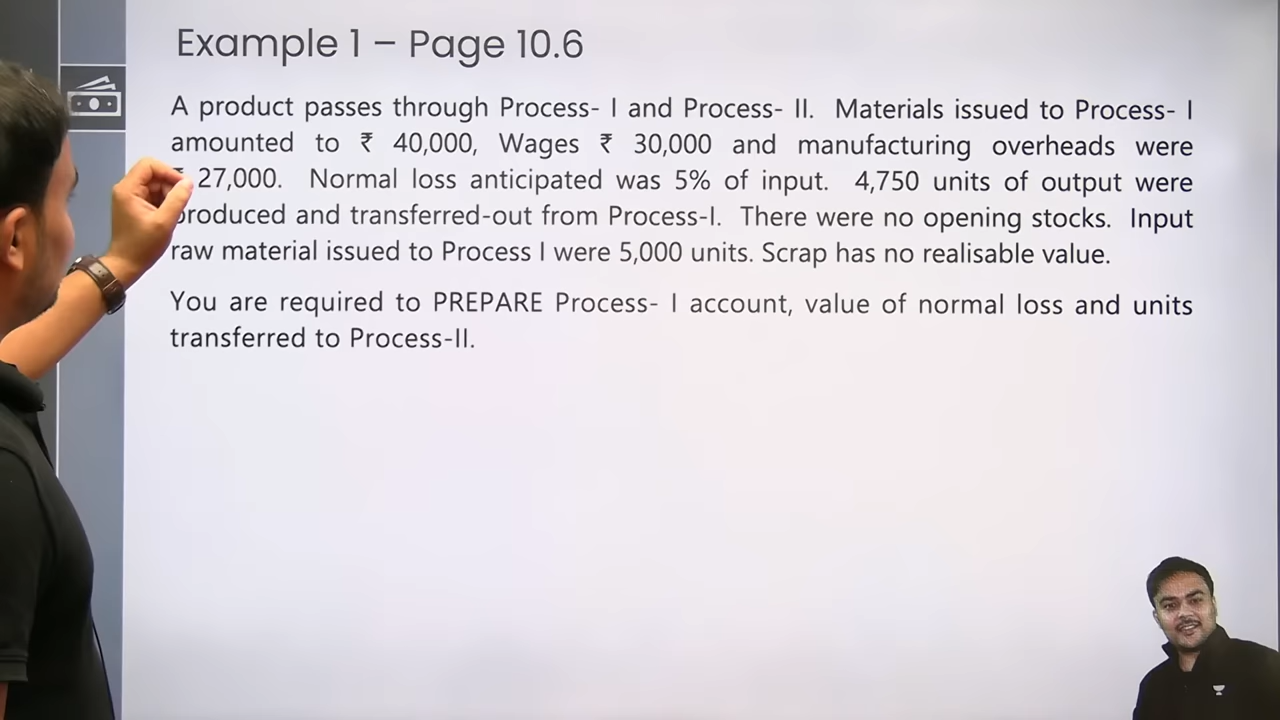 Example 1 – Page 10.6
A product passes through Process- I and Process- II. Materials issued to Process- I
amounted to ₹ 40,000, Wages ₹ 30,000 and manufacturing overheads were
27,000. Normal loss anticipated was 5% of input. 4,750 units of output were
produced and transferred-out from Process-I. There were no opening stocks. Input
raw material issued to Process I were 5,000 units. Scrap has no realisable value.
You are required to PREPARE Process- I account, value of normal loss and units
transferred to Process-II.